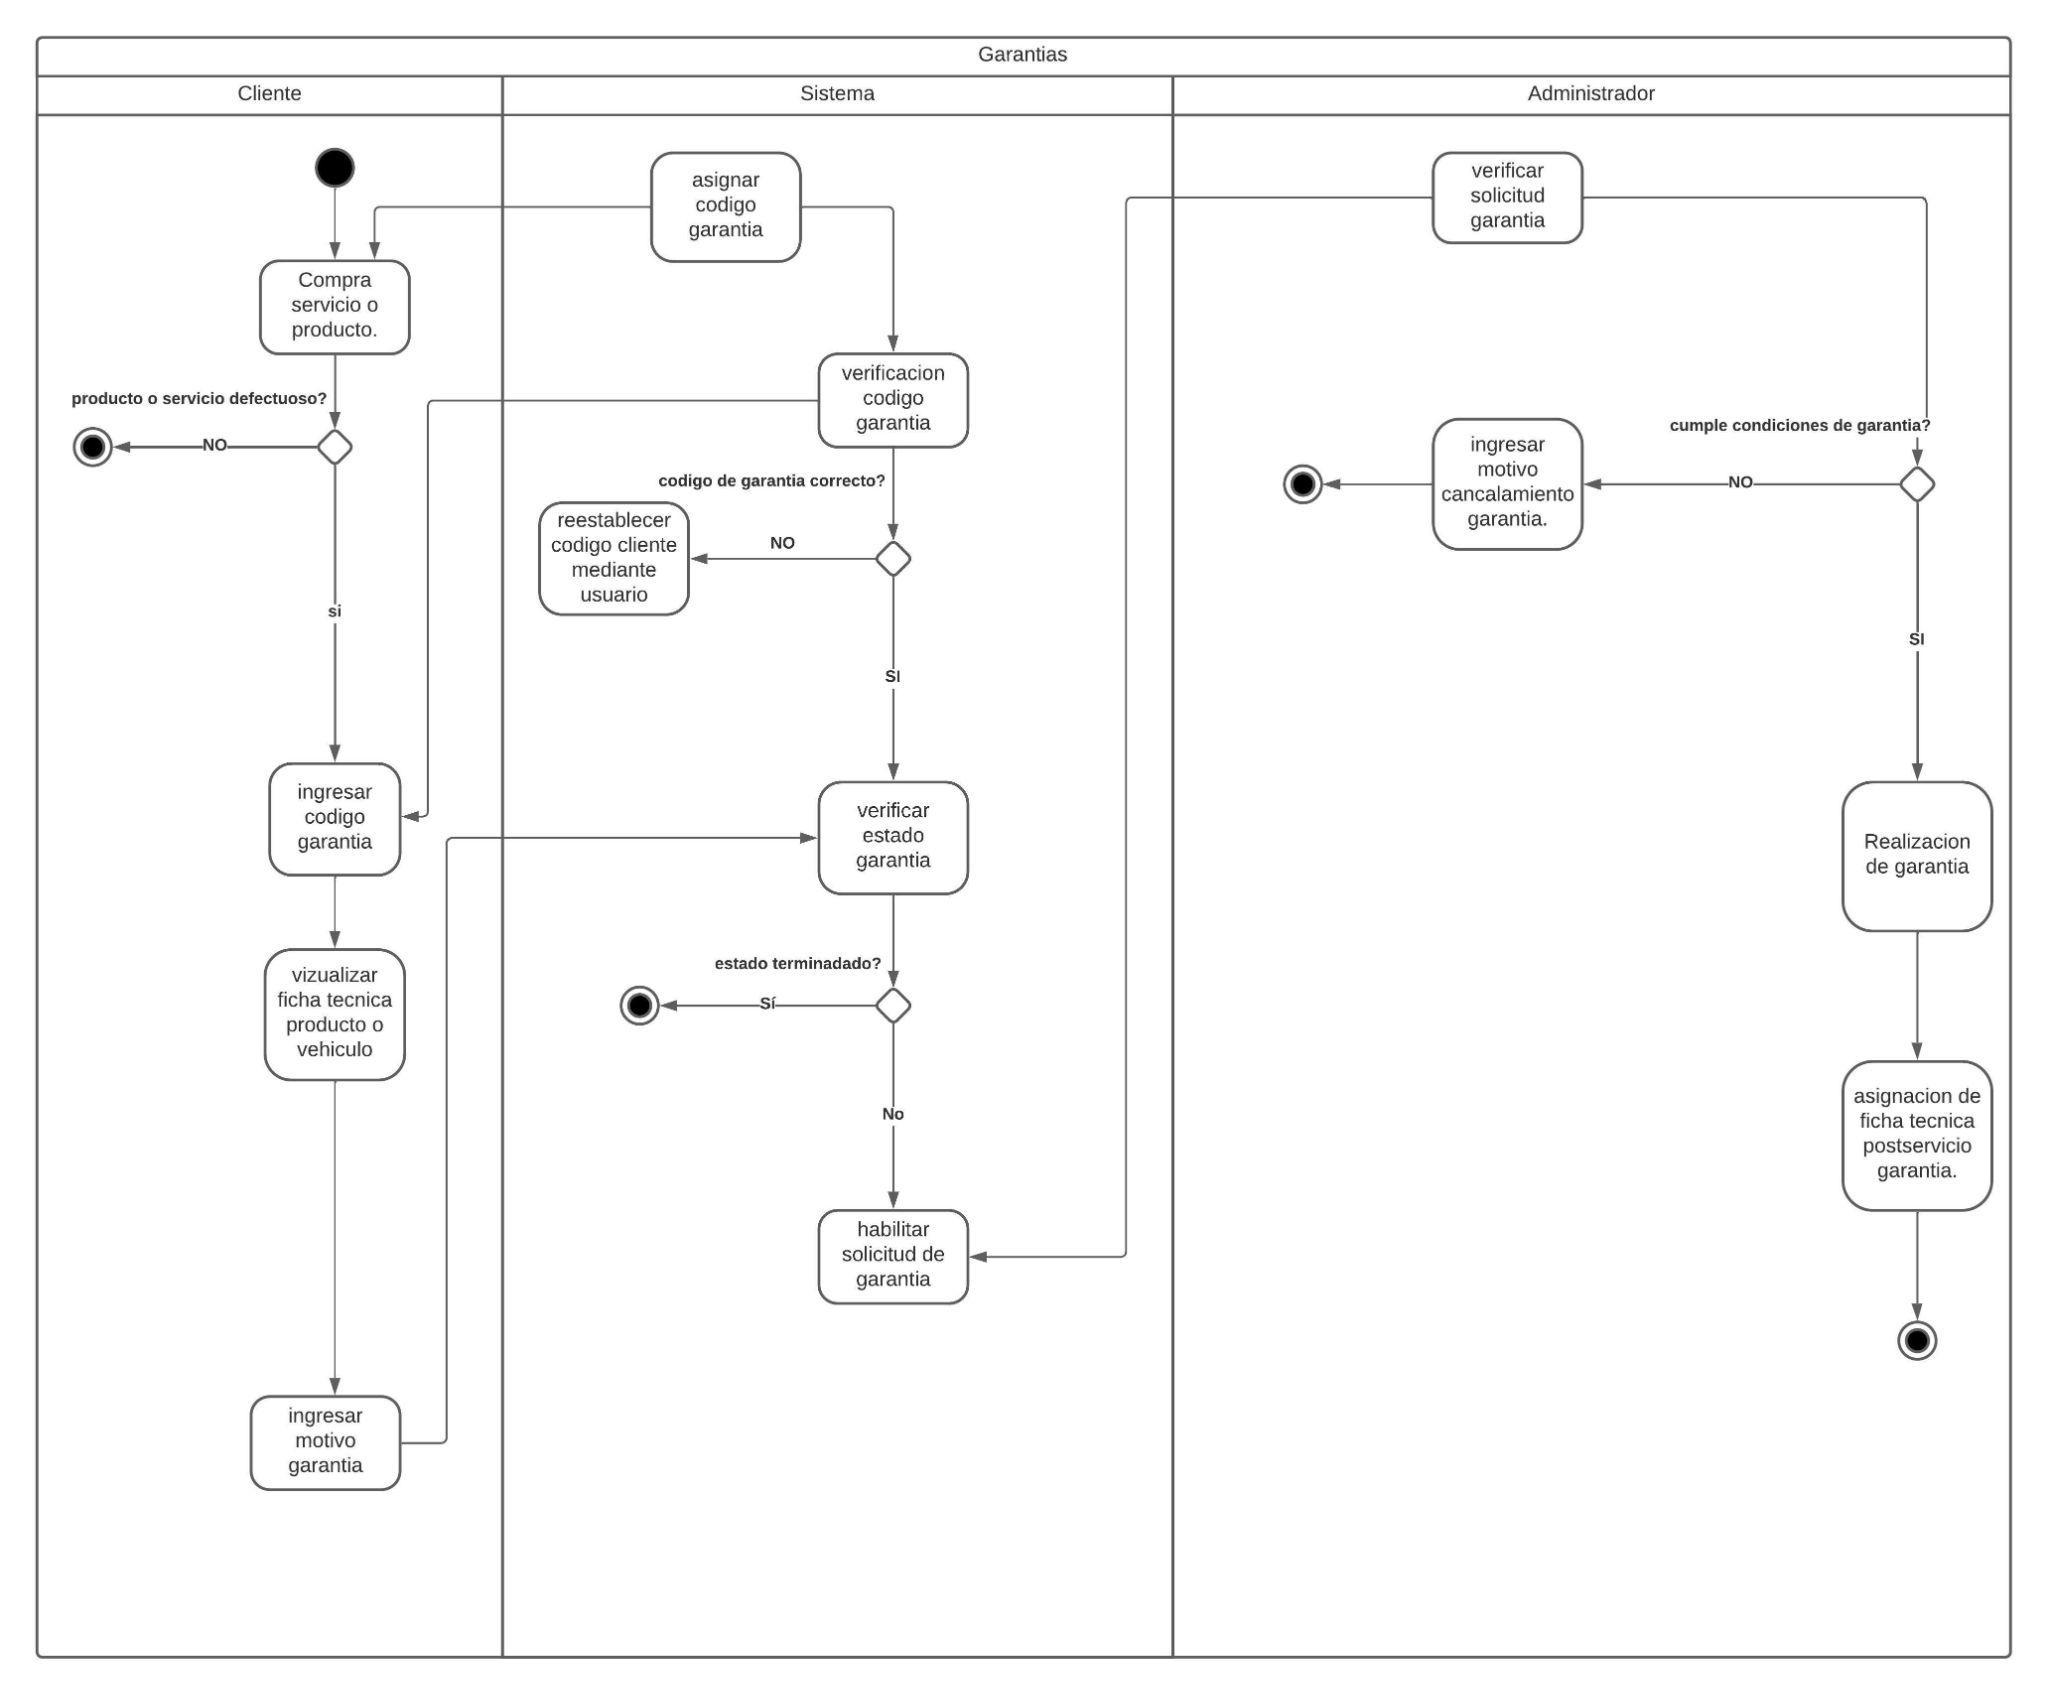 Garantias
Cliente
Sistema
Administrador
Compra
servicio o
producto.
producto o servicio defectuoso?
NO
si
ingresar
codigo
garantia
vizualizar
ficha tecnica
producto o
vehiculo
ingresar
motivo
garantia
asignar
codigo
garantia
verificacion
codigo
garantia
codigo de garantia correcto?
reestablecer
codigo cliente
mediante
usuario
NO
SI
verificar
estado
garantia
estado terminadado?
Sí
No
habilitar
solicitud de
garantia
verificar
solicitud
garantia
cumple condiciones de garantia?
ingresar
motivo
cancalamiento
garantia.
NO
SI
Realizacion
de garantia
asignacion de
ficha tecnica
postservicio
garantia.